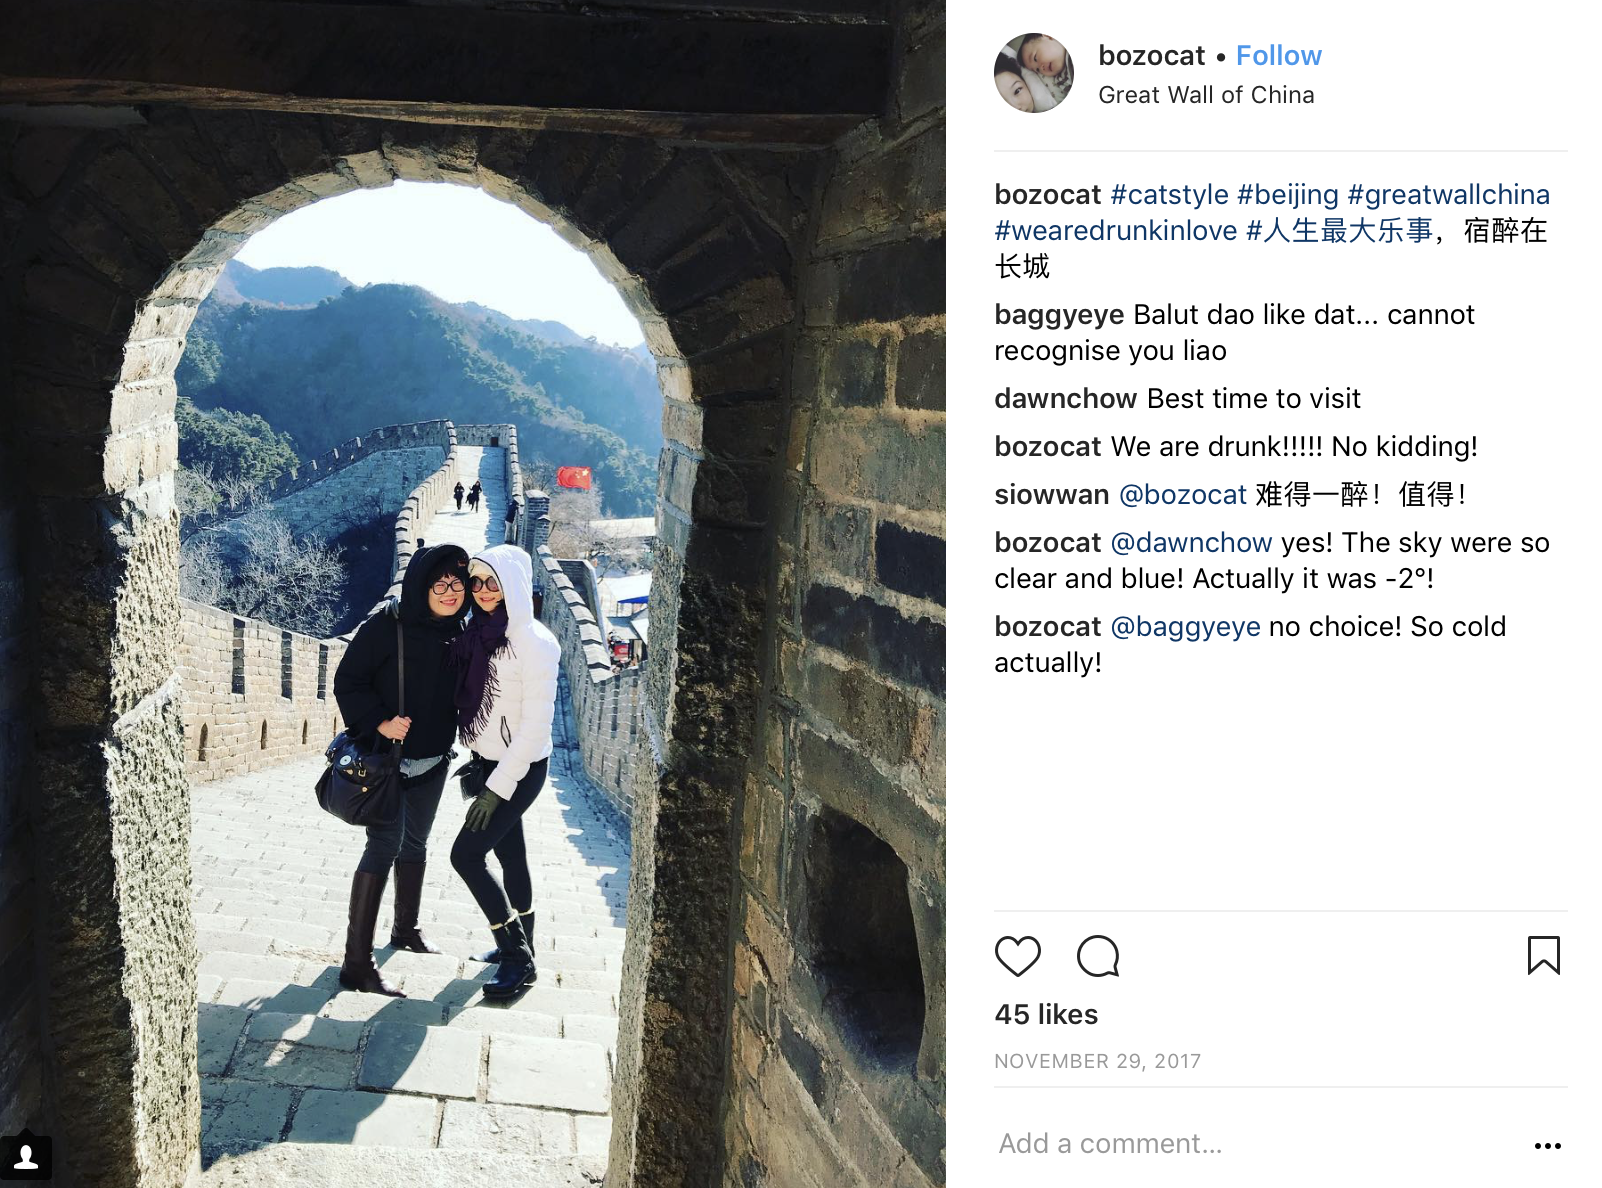 bozocat • Follow
Great Wall of China
bozocat #catstyle #beijing #greatwallchina
#wearedrunkinlove #人生最大乐事，宿醉在
长城
baggyeye Balut dao like dat... cannot
recognise you liao
dawnchow Best time to visit
bozocat We are drunk!!!!! No kidding!
siowwan @bozocat 难得一醉！值得！
bozocat @dawnchow yes! The sky were so
clear and blue! Actually it was -2°!
bozocat @baggyeye no choice! So cold
actually!
45 likes
NOVEMBER 29, 2017
Add a comment...